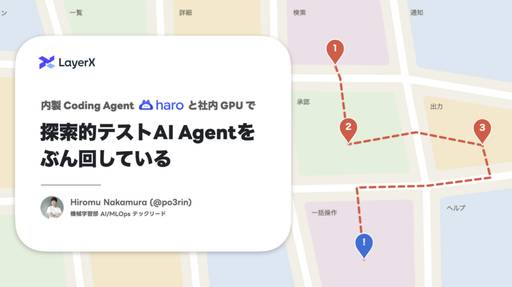 一覧
詳細
検索
通知
LayerX
内製 Coding Agent haro と社内 GPU で
探索的テストAI Agentを
ぶん回している
Hiromu Nakamura (@po3rin)
機械学習部 AI/MLOps テックリード
1
承認
2
出力
3
一括操作
ヘルプ